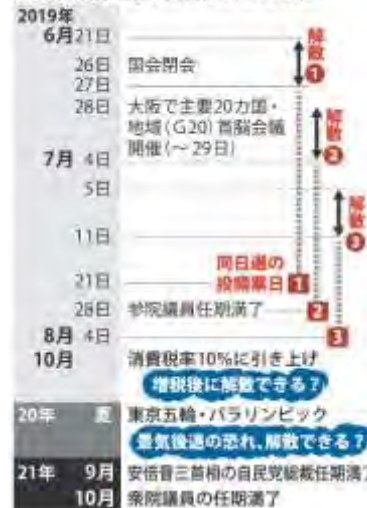 2019年
6月21日
解散
❶
26日 国会閉会
27日
28日 大阪で主要20カ国・
地域(G20)首脳会議
開催(〜29日)
解散
❷
7月 4日
5日
解散
❸
11日
同日選の
投開票日
21日 1
28日 参院議員任期満了 2
8月 4日 3
10月 消費税率10%に引き上げ
増税後に解散できる?
20年 夏 東京五輪・パラリンピック
景気後退の恐れ、解散できる?
21年 9月 安倍晋三首相の自民党総裁任期満了
10月 衆院議員の任期満了